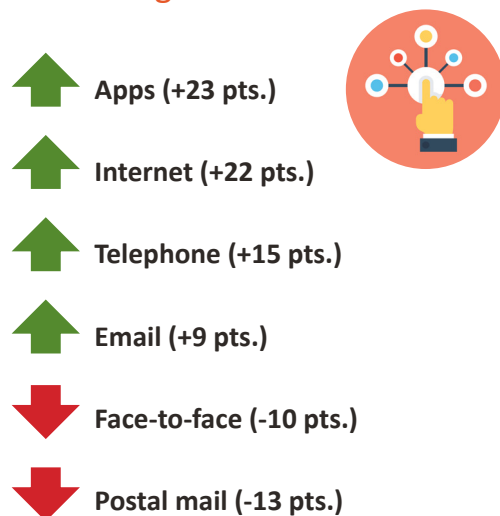 Apps (+23 pts.)
Internet (+22 pts.)
Telephone (+15 pts.)
Email (+9 pts.)
Face-to-face (-10 pts.)
Postal mail (-13 pts.)